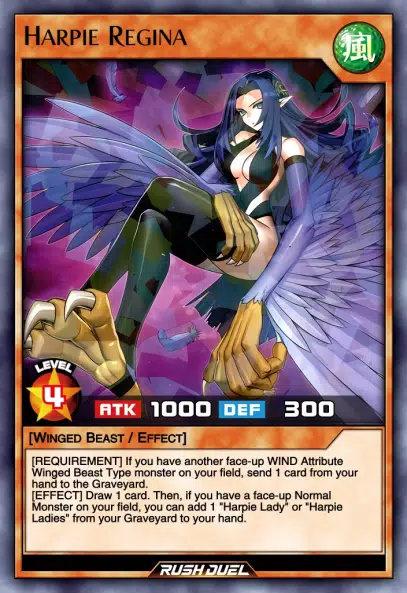 HARPIE REGINA
風
LEVEL
4
ATK 1000 DEF 300
[WINGED BEAST / EFFECT]
[REQUIREMENT] If you have another face-up WIND Attribute
Winged Beast Type monster on your field, send 1 card from your
hand to the Graveyard.
[EFFECT] Draw 1 card. Then, if you have a face-up Normal
Monster on your field, you can add 1 "Harpie Lady" or "Harpie
Ladies" from your Graveyard to your hand.
RUSH DUEL